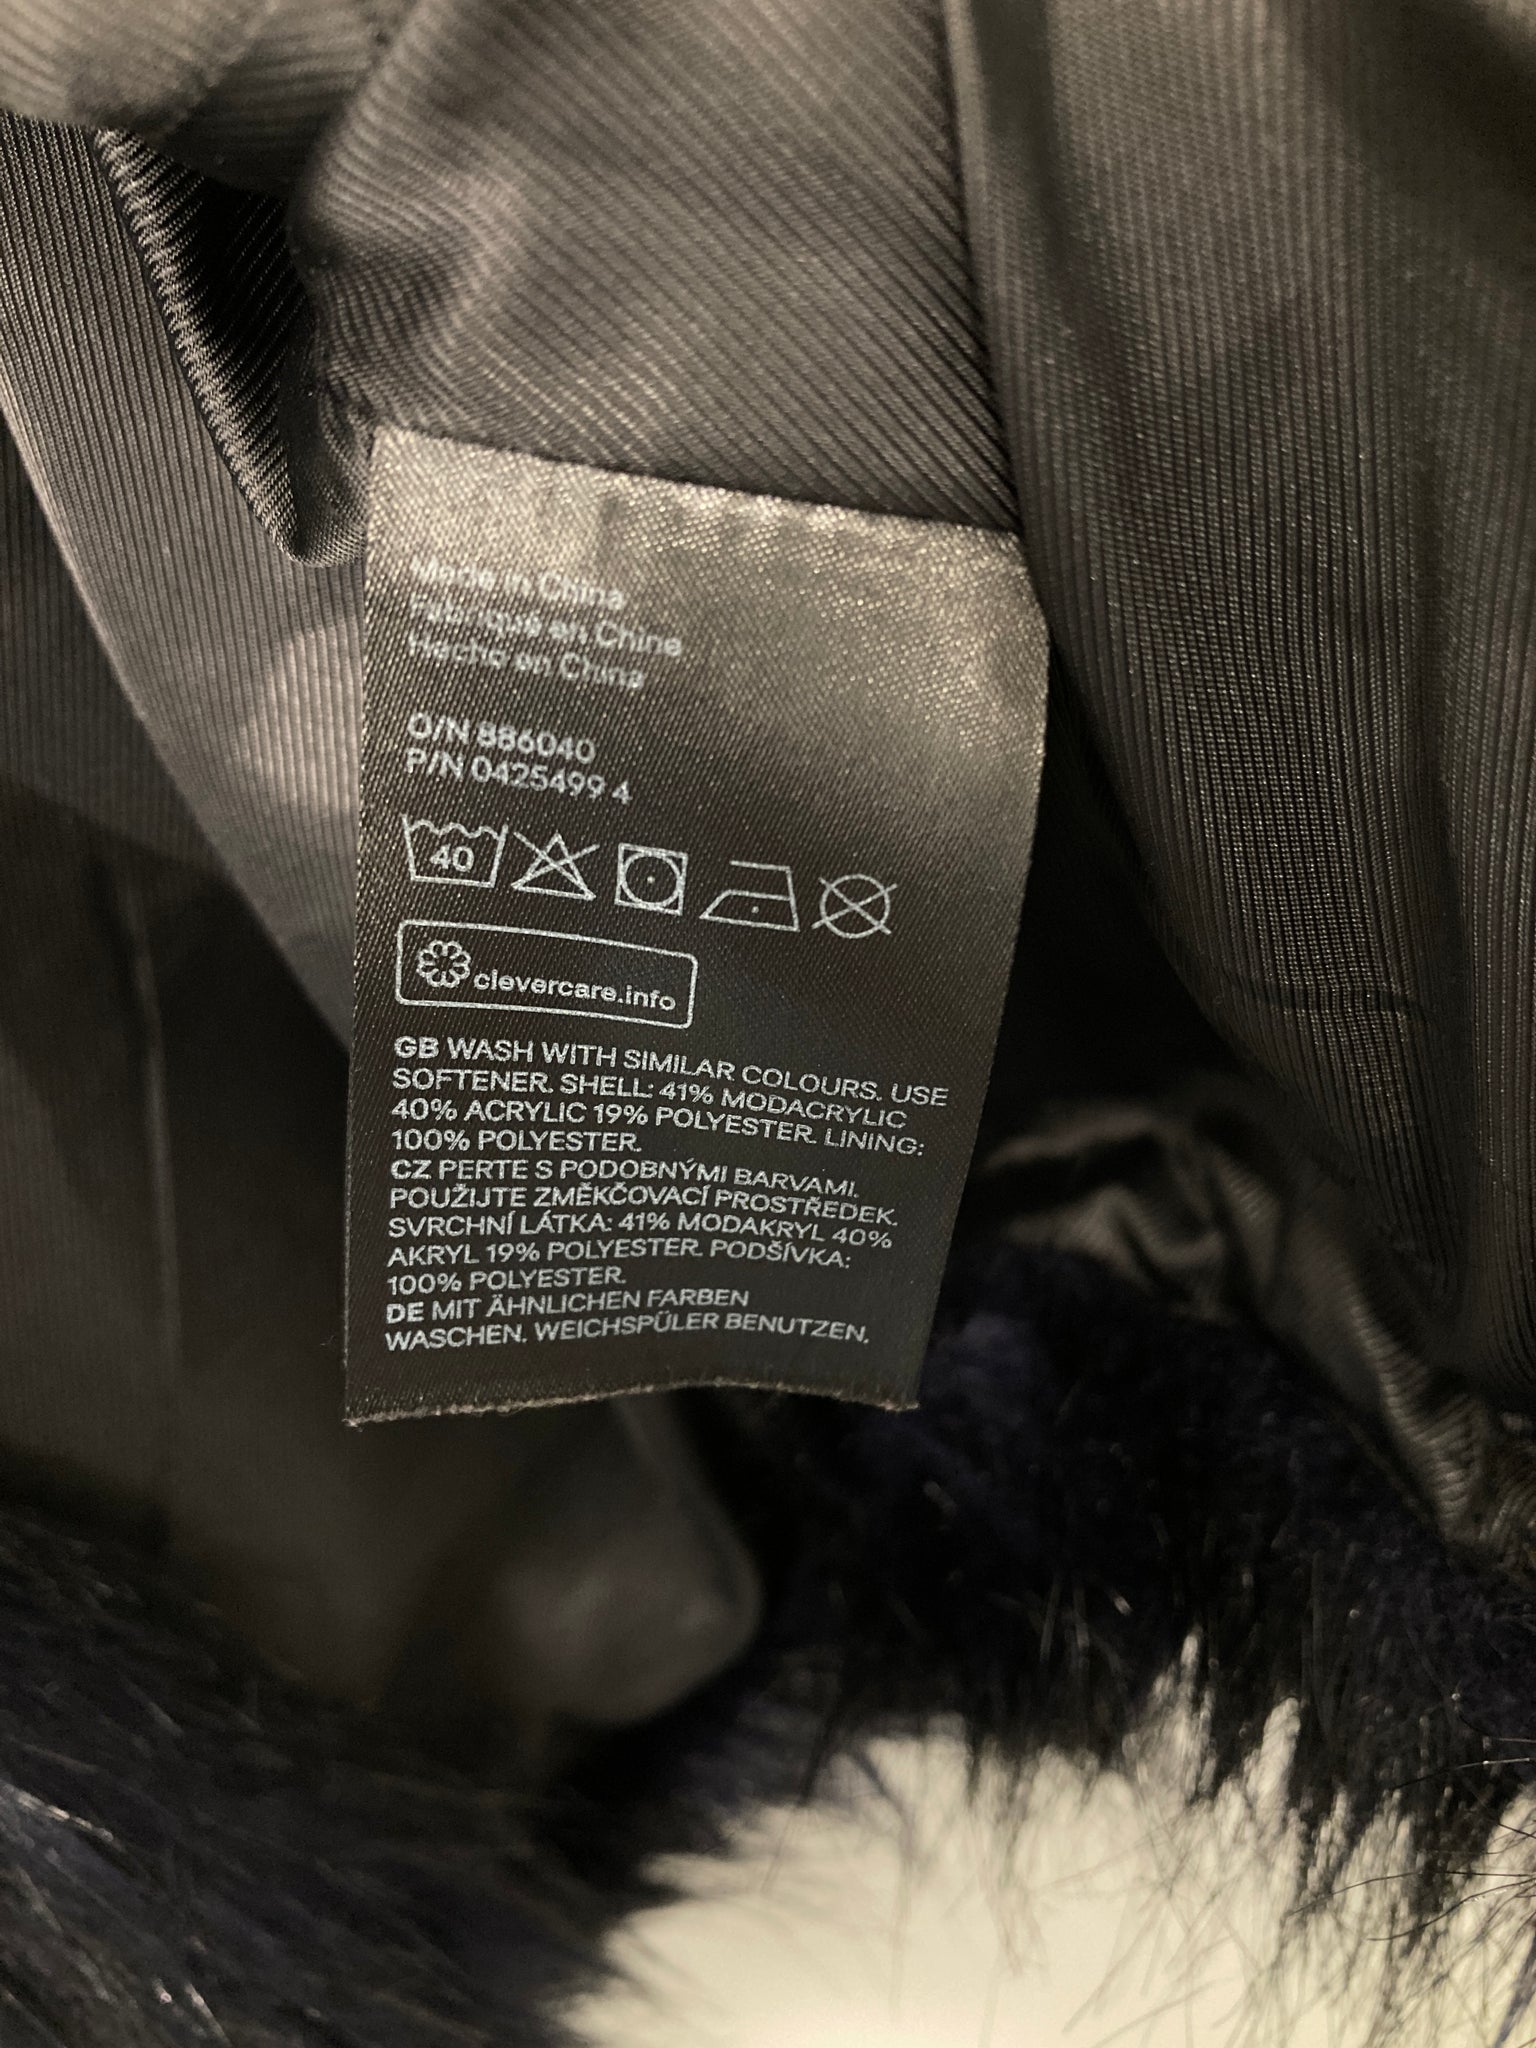 Made in China
Fabriqué en Chine
Hecho en China
O/N 886040
P/N 0425499 4
40
clevercare.info
GB WASH WITH SIMILAR COLOURS. USE
SOFTENER. SHELL: 41% MODACRYLIC
40% ACRYLIC 19% POLYESTER. LINING:
100% POLYESTER.
CZ PERTE S PODOBNÝMI BARVAMI.
POUŽIJTE ZMĚKČOVACÍ PROSTŘEDEK.
SVRCHNÍ LÁTKA: 41% MODAKRYL 40%
AKRYL 19% POLYESTER. PODŠÍVKA:
100% POLYESTER.
DE MIT ÄHNLICHEN FARBEN
WASCHEN. WEICHSPÜLER BENUTZEN.